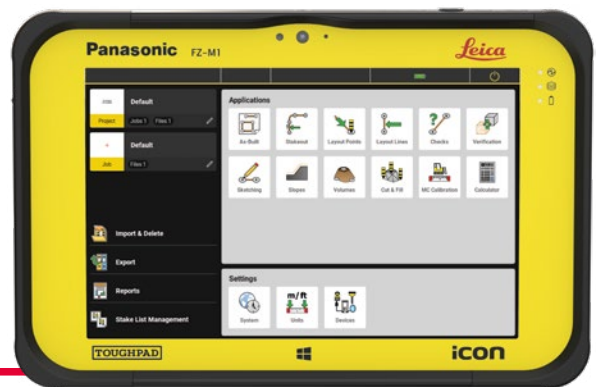 Panasonic FZ-M1
Leica
Default
Project Jobs 1 Files 1
Default
Job Files 1
Import & Delete
Export
Reports
Stake List Management
Applications
As-Built Stakeout Layout Points Layout Lines Checks Verification
Sketching Slopes Volumes Cut & Fill MC Calibration Calculator
Settings
m/ft
System Units Devices
TOUGHPAD
icon